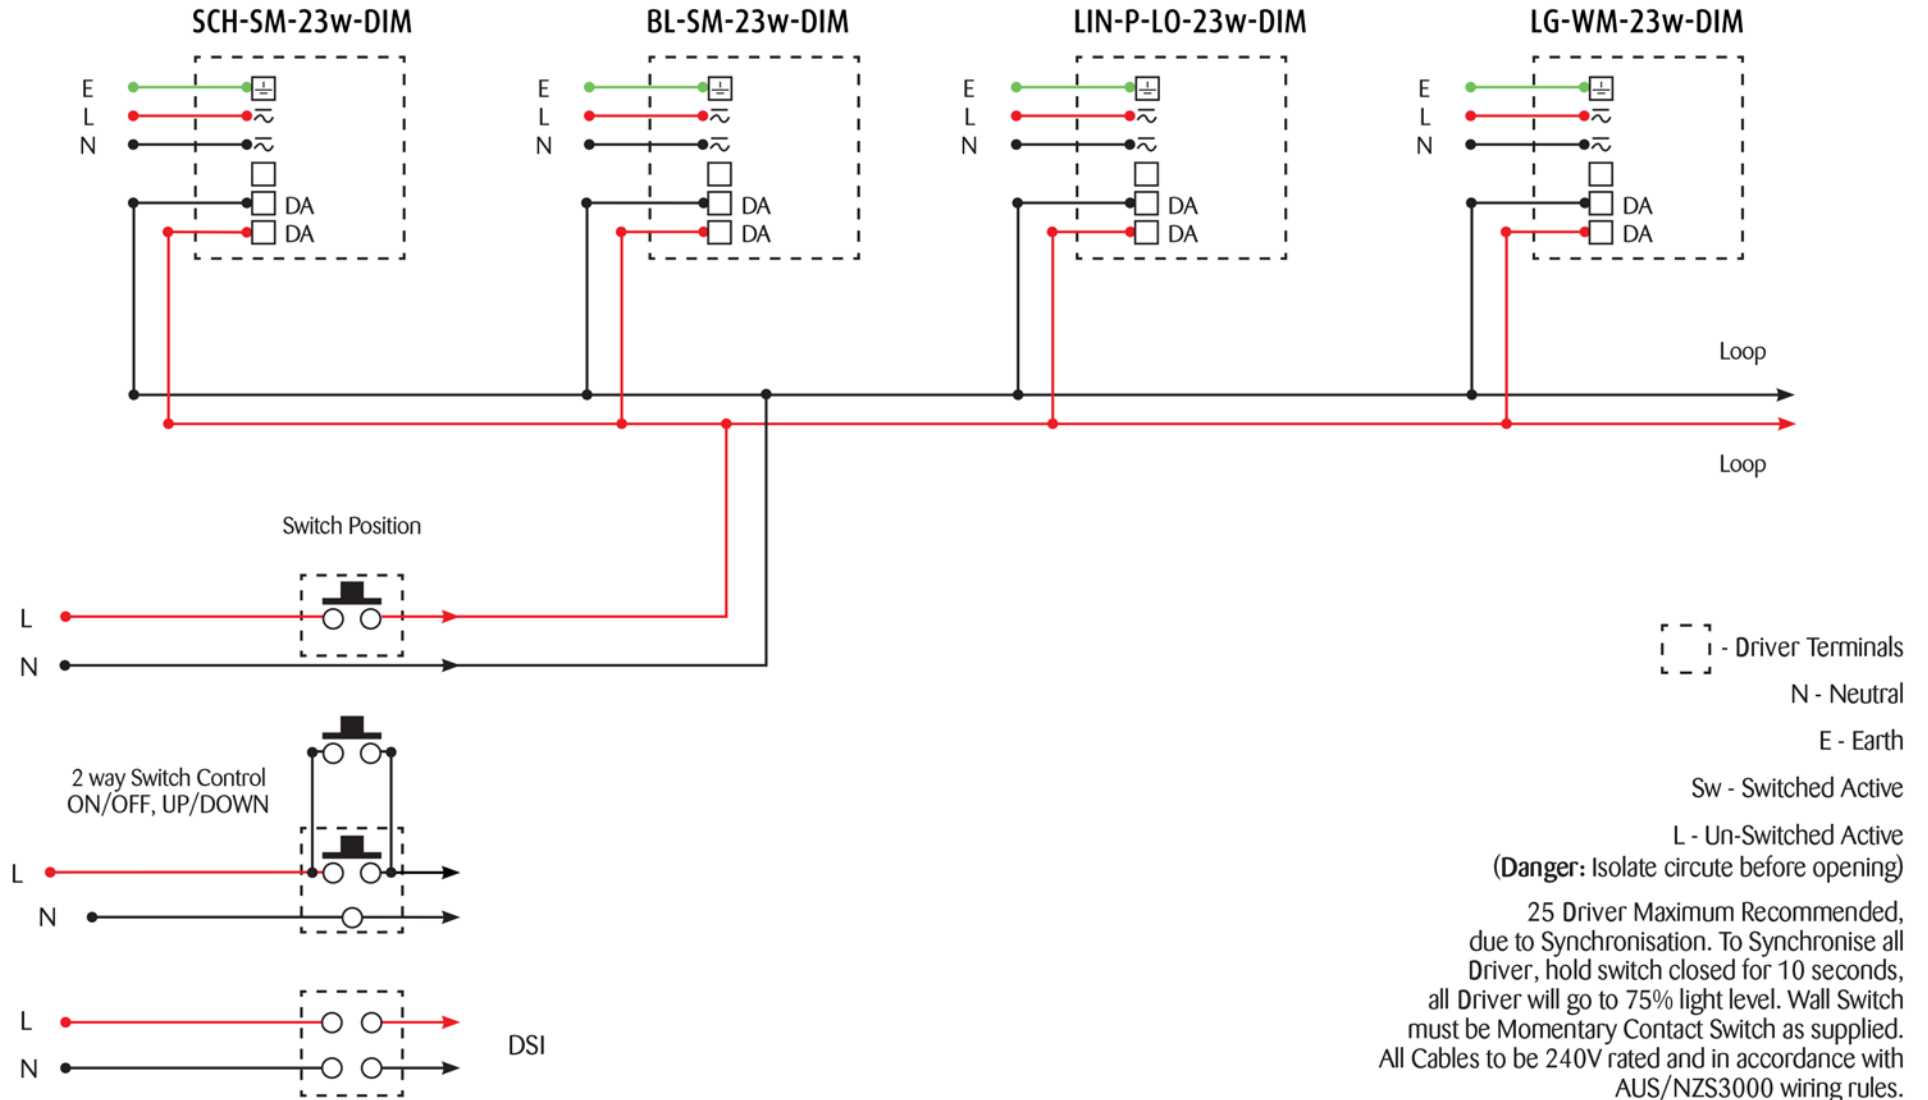 SCH-SM-23w-DIM
BL-SM-23w-DIM
LIN-P-LO-23w-DIM
LG-WM-23w-DIM
E
L
N
DA
DA
E
L
N
DA
DA
E
L
N
DA
DA
E
L
N
DA
DA
Loop
Loop
Switch Position
L
N
2 way Switch Control
ON/OFF, UP/DOWN
L
N
L
N
DSI
- Driver Terminals
N - Neutral
E - Earth
Sw - Switched Active
L - Un-Switched Active
(Danger: Isolate circute before opening)
25 Driver Maximum Recommended,
due to Synchronisation. To Synchronise all
Driver, hold switch closed for 10 seconds,
all Driver will go to 75% light level. Wall Switch
must be Momentary Contact Switch as supplied.
All Cables to be 240V rated and in accordance with
AUS/NZS3000 wiring rules.